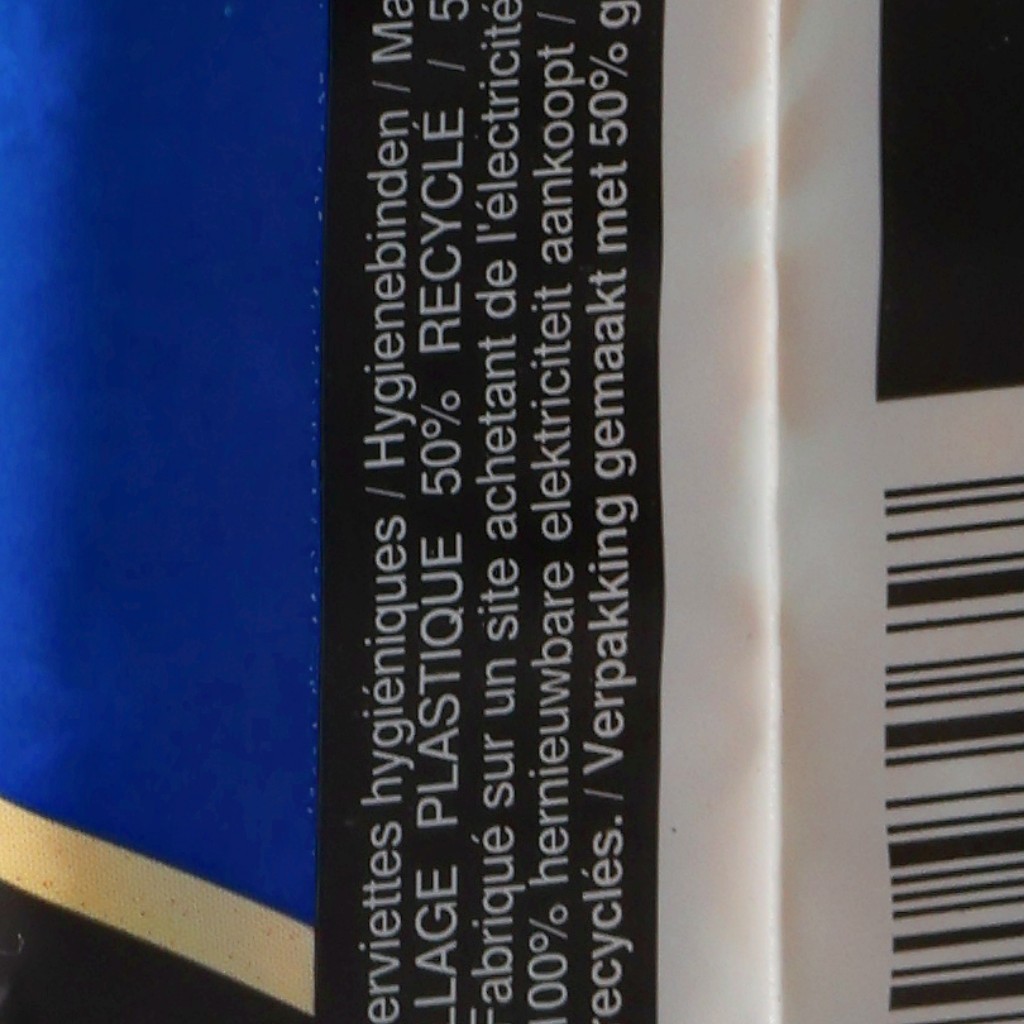 erviettes hygiéniques / Hygienebinden / Ma
LLAGE PLASTIQUE 50% RECYCLÉ / 5
Fabriqué sur un site achetant de l'électricité
100% hernieuwbare elektriciteit aankoopt /
recyclés. / Verpakking gemaakt met 50% g